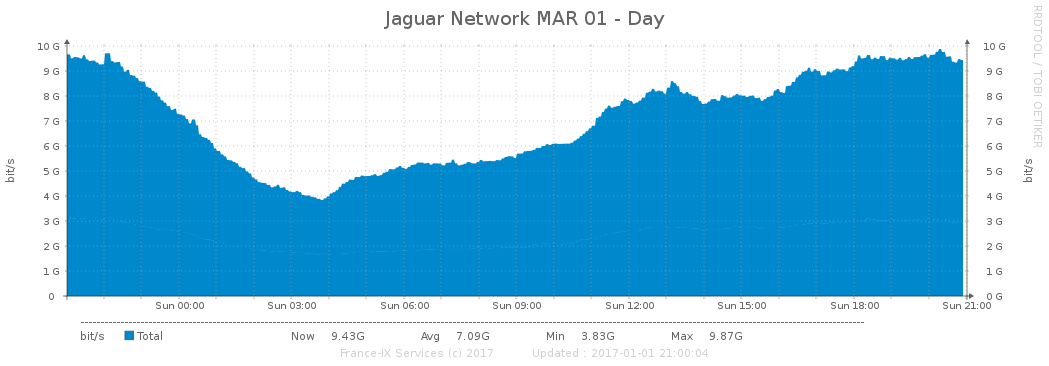 Jaguar Network MAR 01 - Day
RRDTOOL / TOBI OETIKER
bit/s
bit/s
10 G 10 G
9 G 9 G
8 G 8 G
7 G 7 G
6 G 6 G
5 G 5 G
4 G 4 G
3 G 3 G
2 G 2 G
1 G 1 G
0 0 G
Sun 00:00 Sun 03:00 Sun 06:00 Sun 09:00 Sun 12:00 Sun 15:00 Sun 18:00 Sun 21:00
bit/s Total Now 9.43G Avg 7.09G Min 3.83G Max 9.87G
France-IX Services (c) 2017 Updated : 2017-01-01 21:00:04